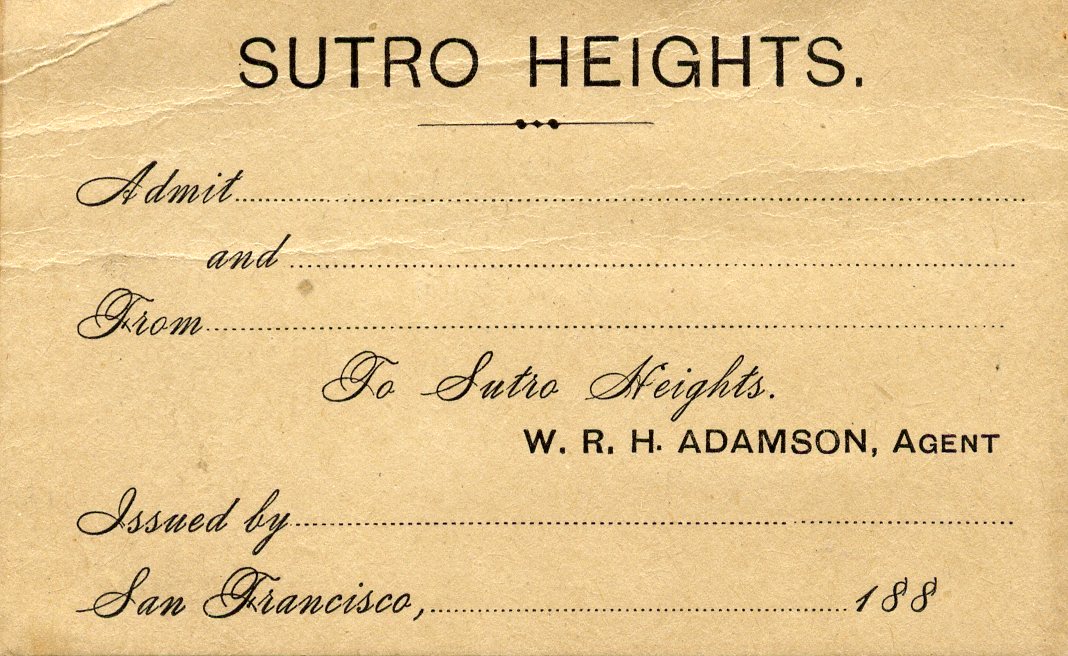 SUTRO HEIGHTS.
Admit
and
From
To Sutro Heights.
W. R. H. ADAMSON, AGENT
Issued by
San Francisco, 188